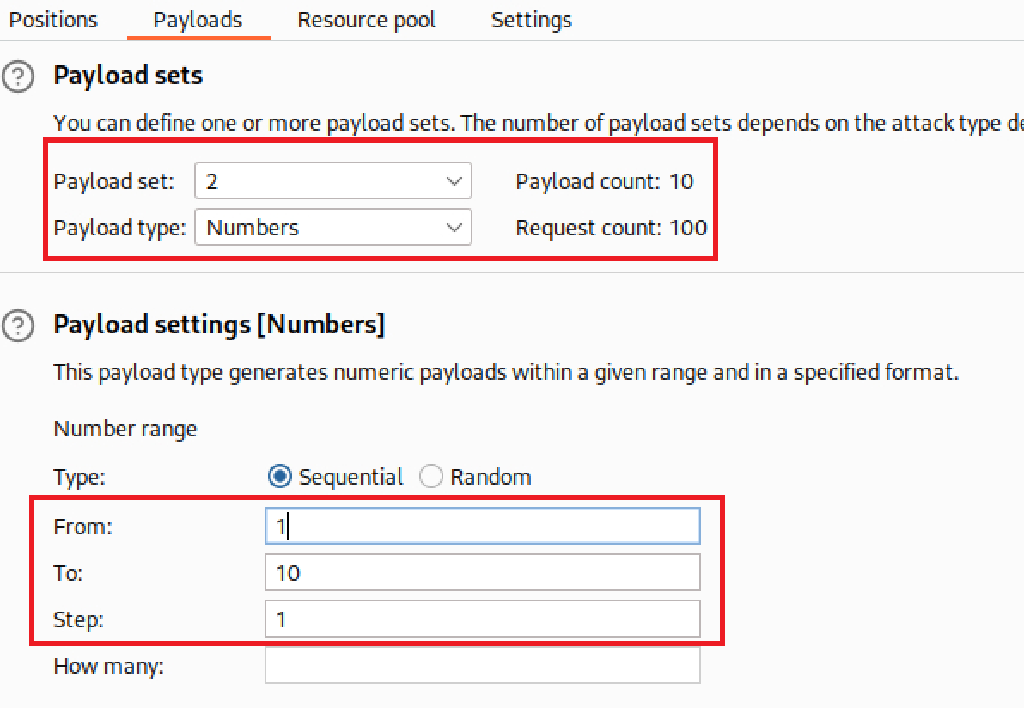 Positions Payloads Resource pool Settings
? Payload sets
You can define one or more payload sets. The number of payload sets depends on the attack type de
Payload set: 2 Payload count: 10
Payload type: Numbers Request count: 100
? Payload settings [Numbers]
This payload type generates numeric payloads within a given range and in a specified format.
Number range
Type: Sequential Random
From: 1
To: 10
Step: 1
How many: